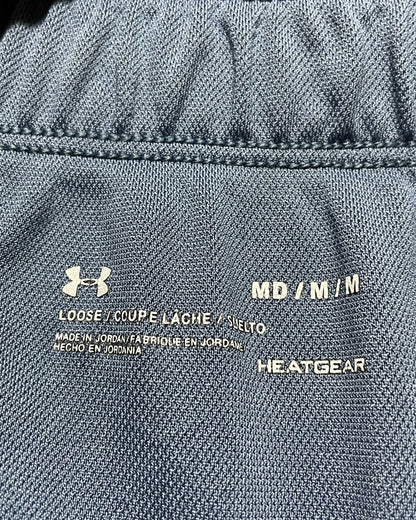 MD / M / M
LOOSE / COUPE LÂCHE / SUELTO
MADE IN JORDAN / FABRIQUÉ EN JORDANIE
HECHO EN JORDANIA
HEATGEAR